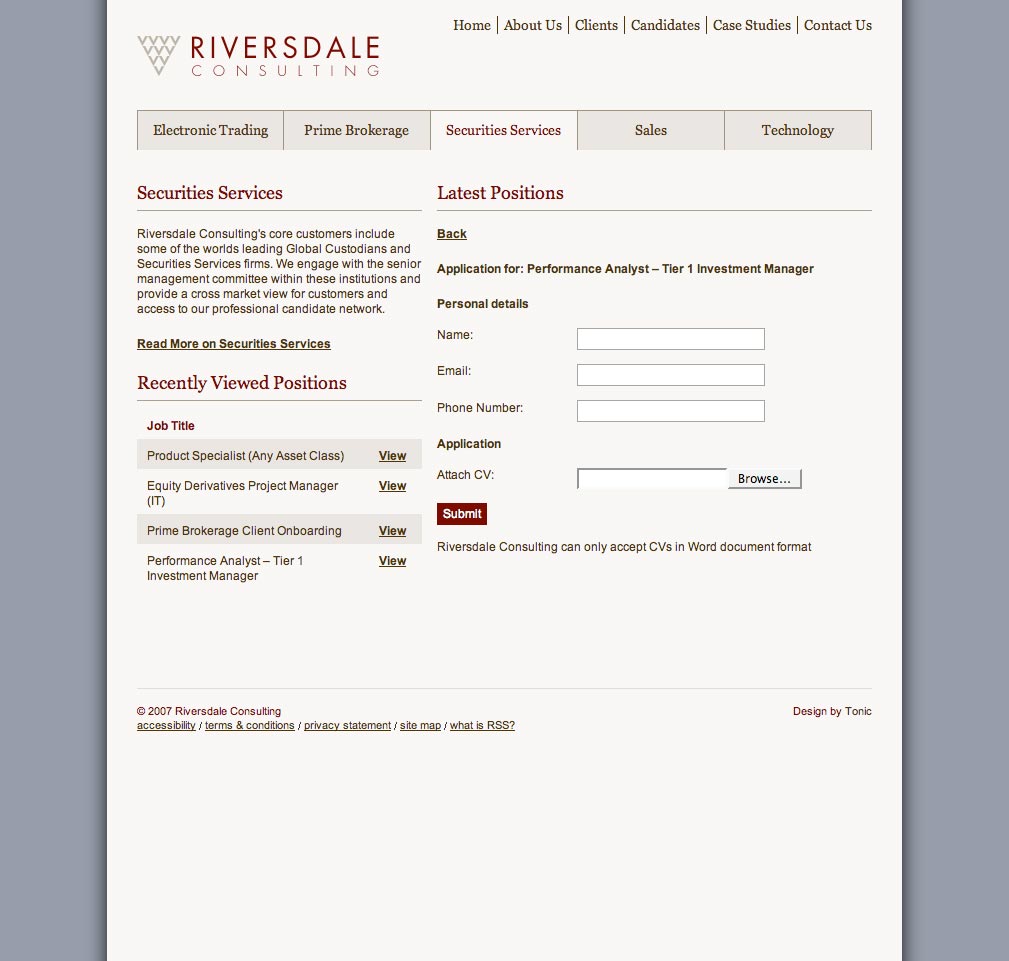 Home | About Us | Clients | Candidates | Case Studies | Contact Us
RIVERSDALE
CONSULTING
Electronic Trading
Prime Brokerage
Securities Services
Sales
Technology
Securities Services
Riversdale Consulting's core customers include
some of the worlds leading Global Custodians and
Securities Services firms. We engage with the senior
management committee within these institutions and
provide a cross market view for customers and
access to our professional candidate network.
Read More on Securities Services
Recently Viewed Positions
Job Title
Product Specialist (Any Asset Class) View
Equity Derivatives Project Manager View
(IT)
Prime Brokerage Client Onboarding View
Performance Analyst – Tier 1 View
Investment Manager
Latest Positions
Back
Application for: Performance Analyst – Tier 1 Investment Manager
Personal details
Name:
Email:
Phone Number:
Application
Attach CV: Browse...
Submit
Riversdale Consulting can only accept CVs in Word document format
© 2007 Riversdale Consulting
accessibility / terms & conditions / privacy statement / site map / what is RSS?
Design by Tonic